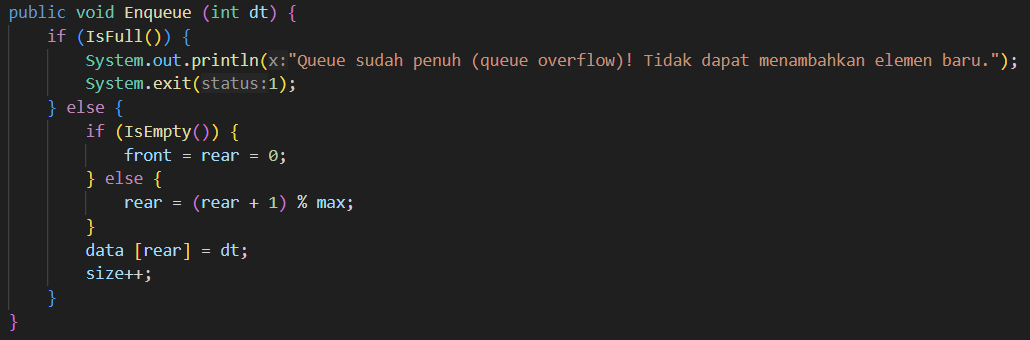 public void Enqueue (int dt) {
    if (IsFull()) {
        System.out.println(x:"Queue sudah penuh (queue overflow)! Tidak dapat menambahkan elemen baru.");
        System.exit(status:1);
    } else {
        if (IsEmpty()) {
            front = rear = 0;
        } else {
            rear = (rear + 1) % max;
        }
        data [rear] = dt;
        size++;
    }
}